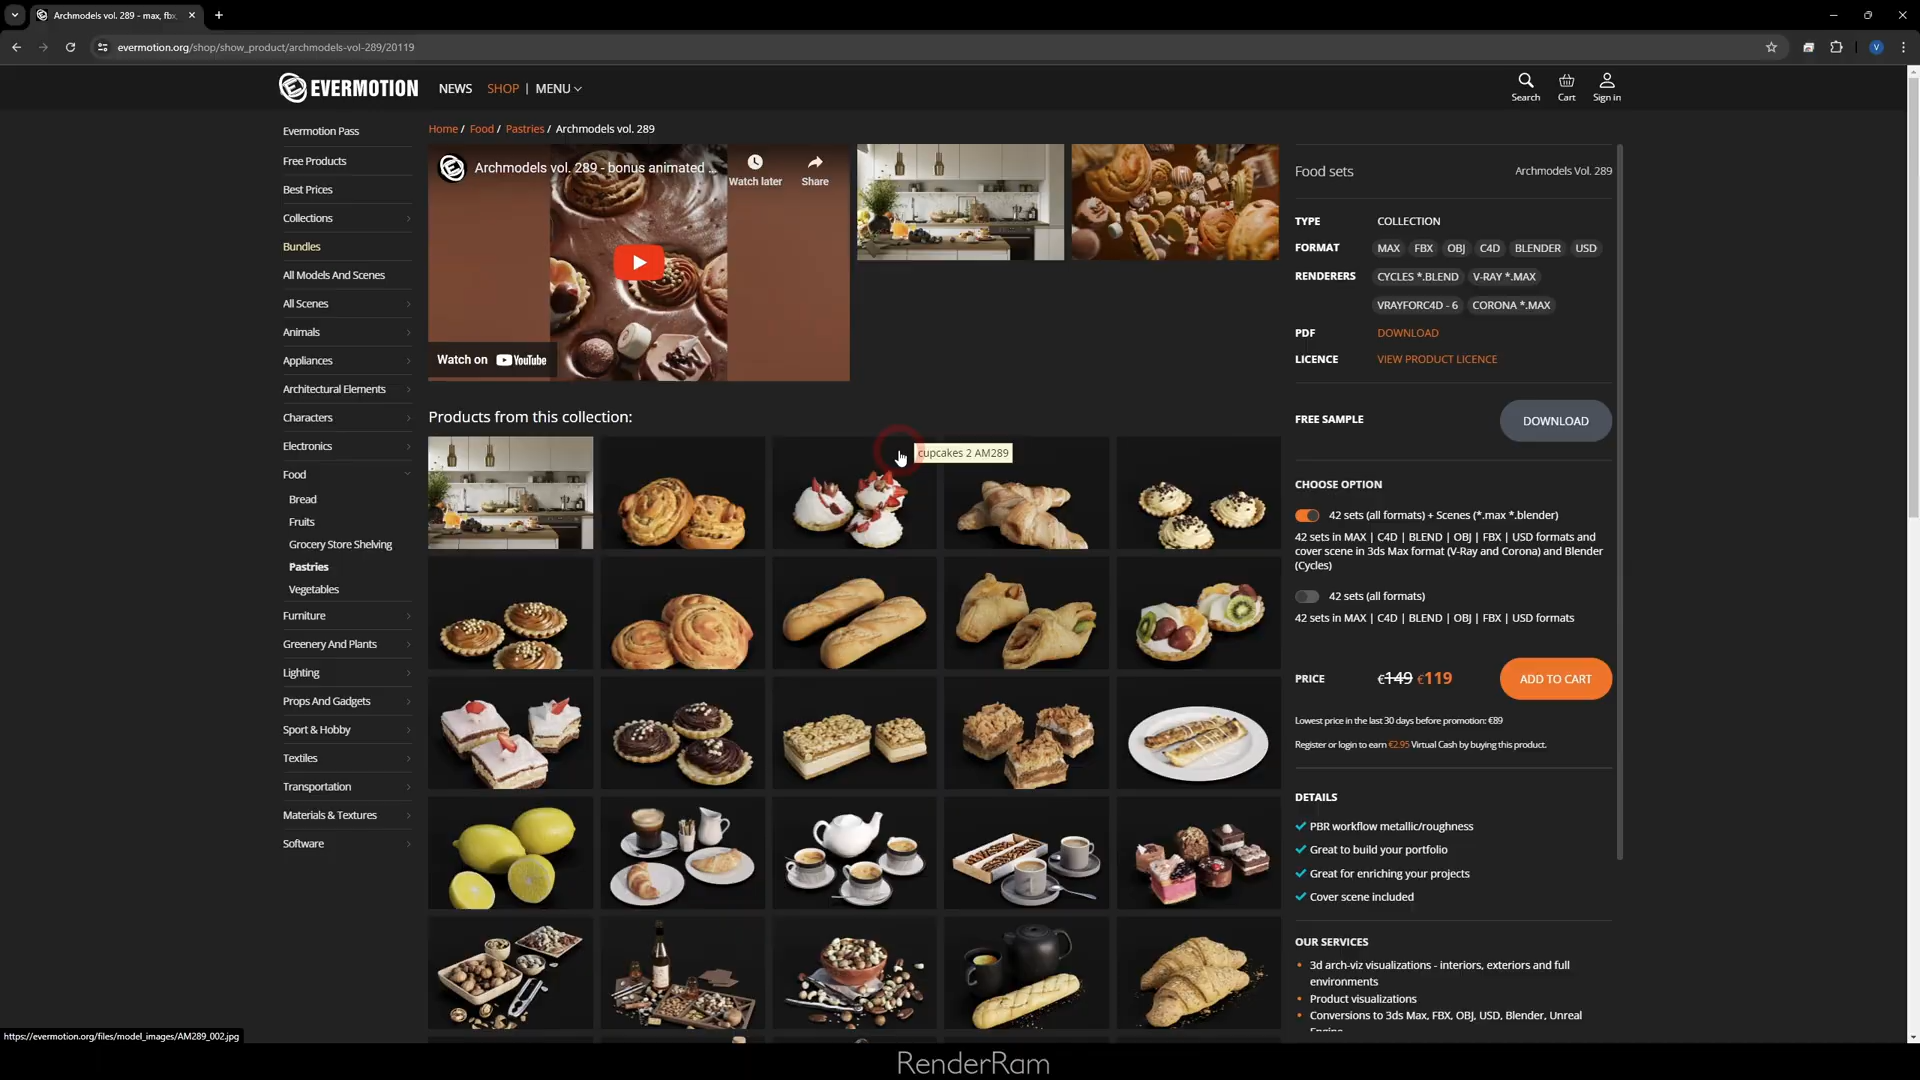 Archmodels vol. 289 - max, fbx,
evermotion.org/shop/show_product/archmodels-vol-289/20119
V
EVERMOTION
NEWS SHOP | MENU
Search
Cart
Sign in
Evermotion Pass
Free Products
Best Prices
Collections
Bundles
All Models And Scenes
All Scenes
Animals
Appliances
Architectural Elements
Characters
Electronics
Food
Bread
Fruits
Grocery Store Shelving
Pastries
Vegetables
Furniture
Greenery And Plants
Lighting
Props And Gadgets
Sport & Hobby
Textiles
Transportation
Materials & Textures
Software
Home / Food / Pastries / Archmodels vol. 289
Archmodels vol. 289 - bonus animated ...
Watch later
Share
Watch on YouTube
Products from this collection:
cupcakes 2 AM289
Food sets
Archmodels Vol. 289
TYPE COLLECTION
FORMAT MAX FBX OBJ C4D BLENDER USD
RENDERERS CYCLES *.BLEND V-RAY *.MAX
VRAYFORC4D - 6 CORONA *.MAX
PDF DOWNLOAD
LICENCE VIEW PRODUCT LICENCE
FREE SAMPLE DOWNLOAD
CHOOSE OPTION
42 sets (all formats) + Scenes (*.max *.blender)
42 sets in MAX | C4D | BLEND | OBJ | FBX | USD formats and
cover scene in 3ds Max format (V-Ray and Corona) and Blender
(Cycles)
42 sets (all formats)
42 sets in MAX | C4D | BLEND | OBJ | FBX | USD formats
PRICE €149 €119 ADD TO CART
Lowest price in the last 30 days before promotion: €89
Register or login to earn €2.95 Virtual Cash by buying this product.
DETAILS
PBR workflow metallic/roughness
Great to build your portfolio
Great for enriching your projects
Cover scene included
OUR SERVICES
3d arch-viz visualizations - interiors, exteriors and full
environments
Product visualizations
Conversions to 3ds Max, FBX, OBJ, USD, Blender, Unreal
Engine
https://evermotion.org/files/model_images/AM289_002.jpg
RenderRam